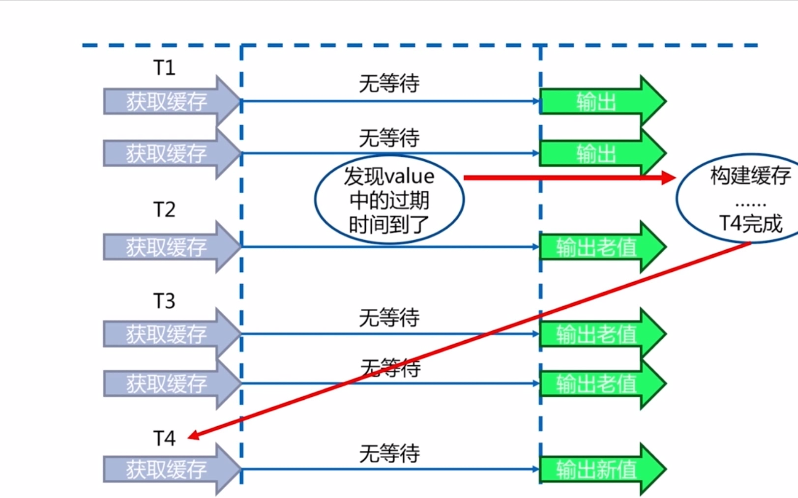 T1
获取缓存
无等待
输出
获取缓存
无等待
输出
发现value
中的过期
时间到了
构建缓存
......
T4完成
T2
获取缓存
输出老值
T3
获取缓存
无等待
输出老值
获取缓存
无等待
输出老值
T4
获取缓存
无等待
输出新值